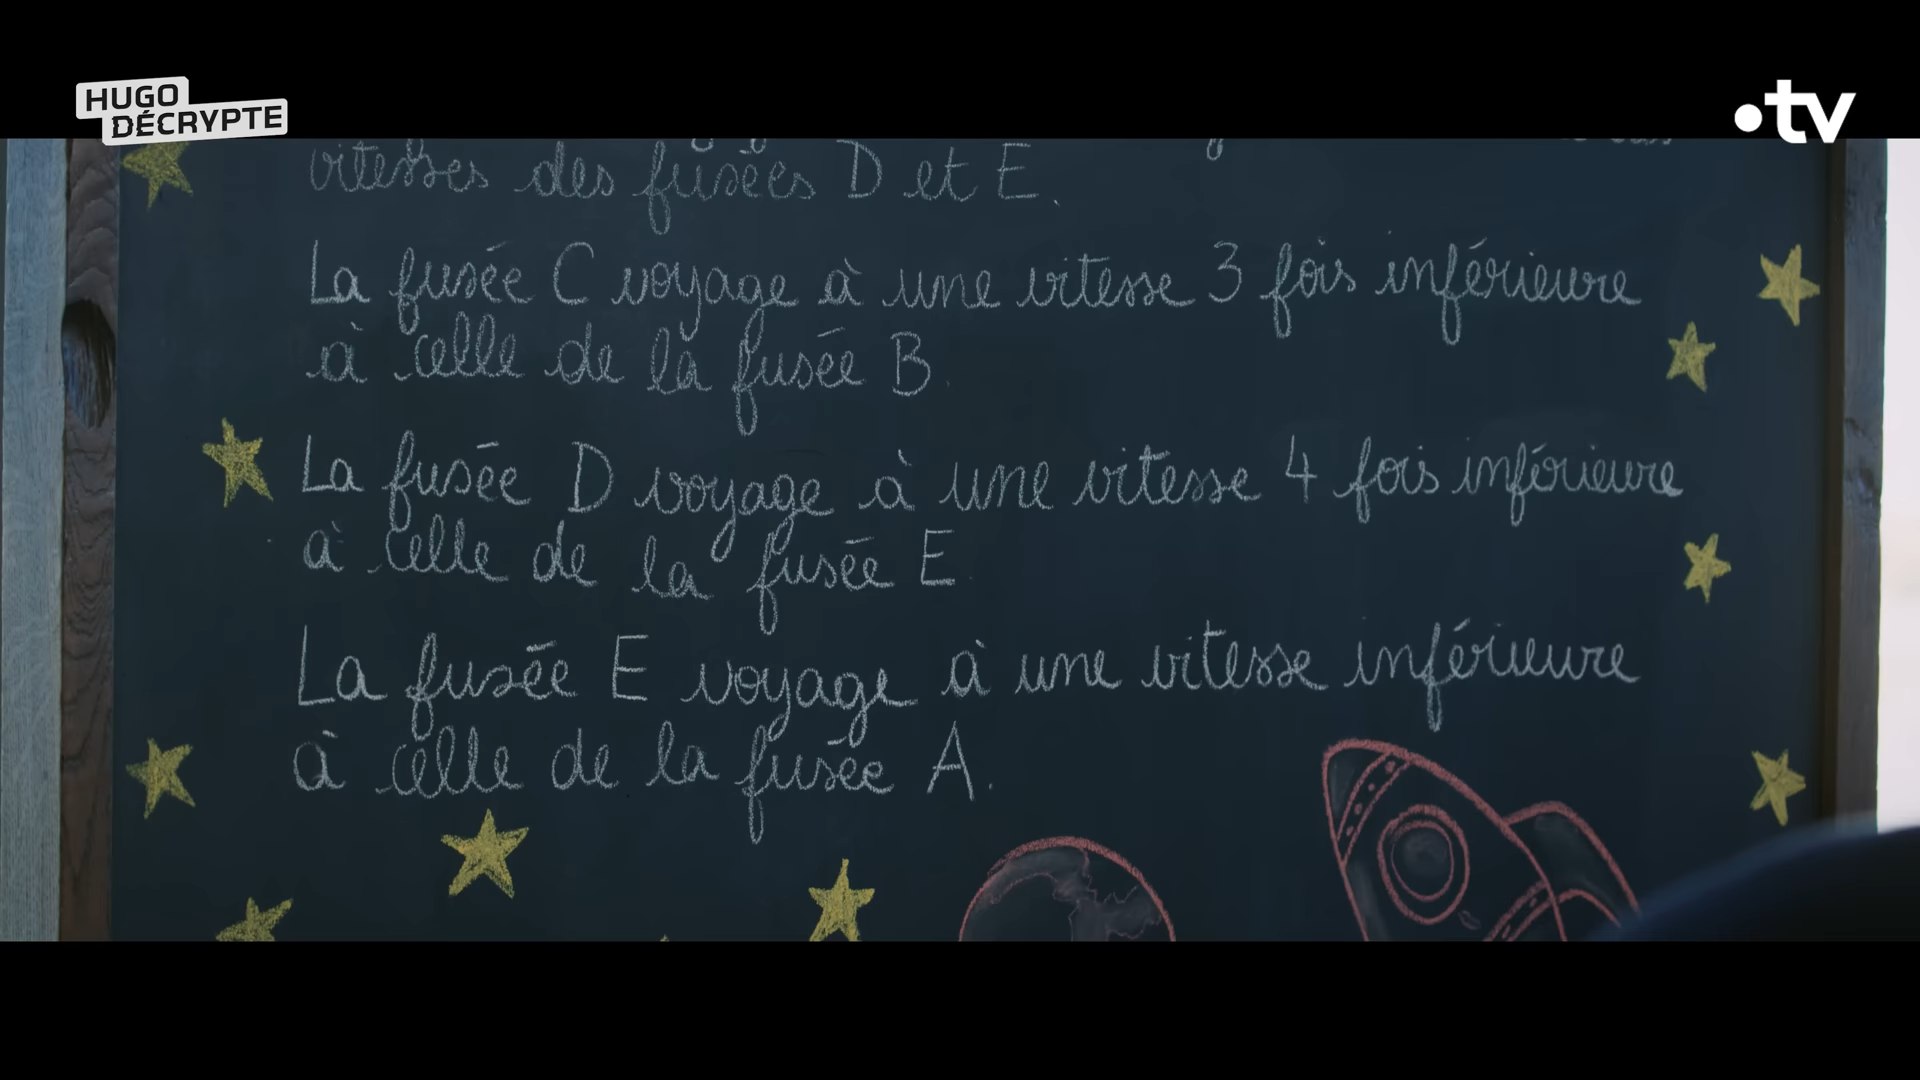 HUGO
DÉCRYPTE
•tv
vitesses des fusées D et E.
La fusée C voyage à une vitesse 3 fois inférieure
à celle de la fusée B.
La fusée D voyage à une vitesse 4 fois inférieure
à celle de la fusée E.
La fusée E voyage à une vitesse inférieure
à celle de la fusée A.